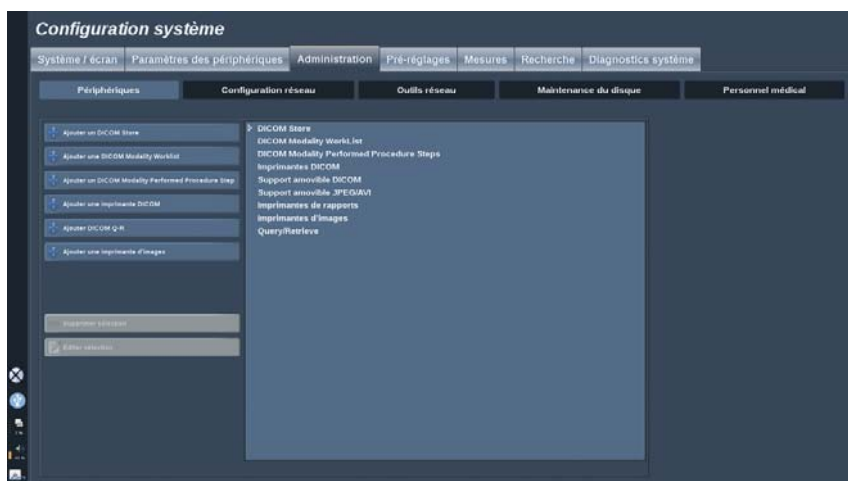 Configuration système
Système / écran Paramètres des périphériques Administration Pré-réglages Mesures Recherche Diagnostics système
Périphériques Configuration réseau Outils réseau Maintenance du disque Personnel médical
Ajouter un DICOM Store
Ajouter une DICOM Modality Worklist
Ajouter un DICOM Modality Performed Procedure Step
Ajouter une imprimante DICOM
Ajouter DICOM Q-R
Ajouter une imprimante d'images
Supprimer sélection
Editer sélection
DICOM Store
DICOM Modality WorkList
DICOM Modality Performed Procedure Steps
Imprimantes DICOM
Support amovible DICOM
Support amovible JPEG/AVI
Imprimantes de rapports
Imprimantes d'images
Query/Retrieve